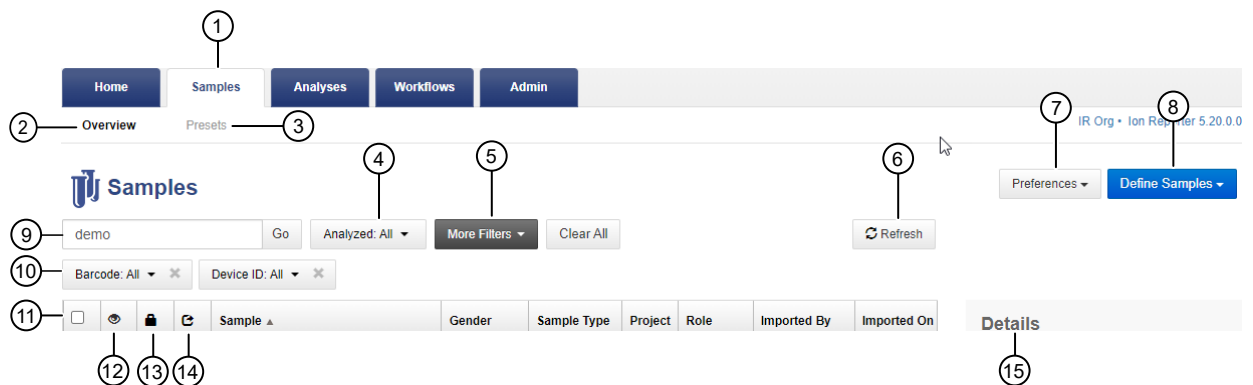 1
Home Samples Analyses Workflows Admin
2 Overview Presets 3 7 8
IR Org • Ion Reporter 5.20.0.0
4 5 6
Samples Preferences Define Samples
9 demo Go Analyzed: All More Filters Clear All Refresh
10 Barcode: All Device ID: All
11 Sample Gender Sample Type Project Role Imported By Imported On Details
12 13 14 15